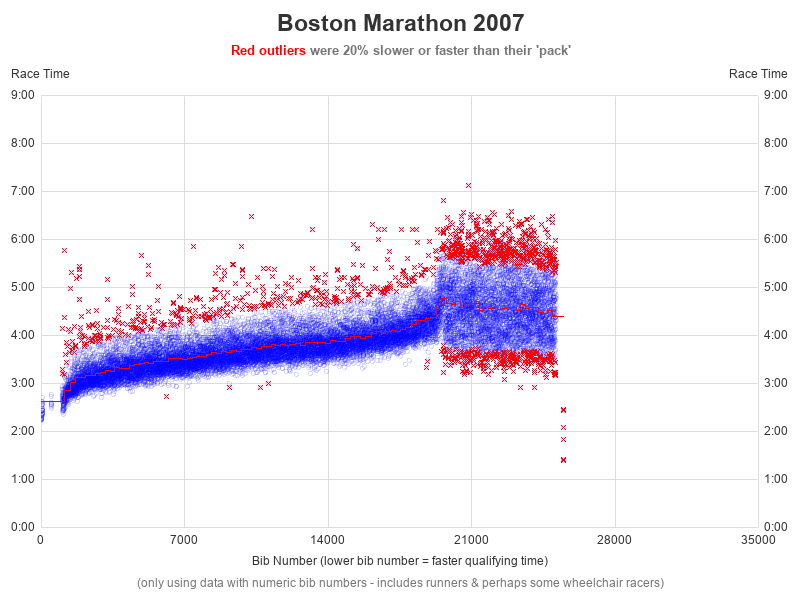 Boston Marathon 2007
Red outliers were 20% slower or faster than their 'pack'
Race Time Race Time
9:00 9:00
8:00 8:00
7:00 7:00
6:00 6:00
5:00 5:00
4:00 4:00
3:00 3:00
2:00 2:00
1:00 1:00
0:00 0:00
0 7000 14000 21000 28000 35000
Bib Number (lower bib number = faster qualifying time)
(only using data with numeric bib numbers - includes runners & perhaps some wheelchair racers)